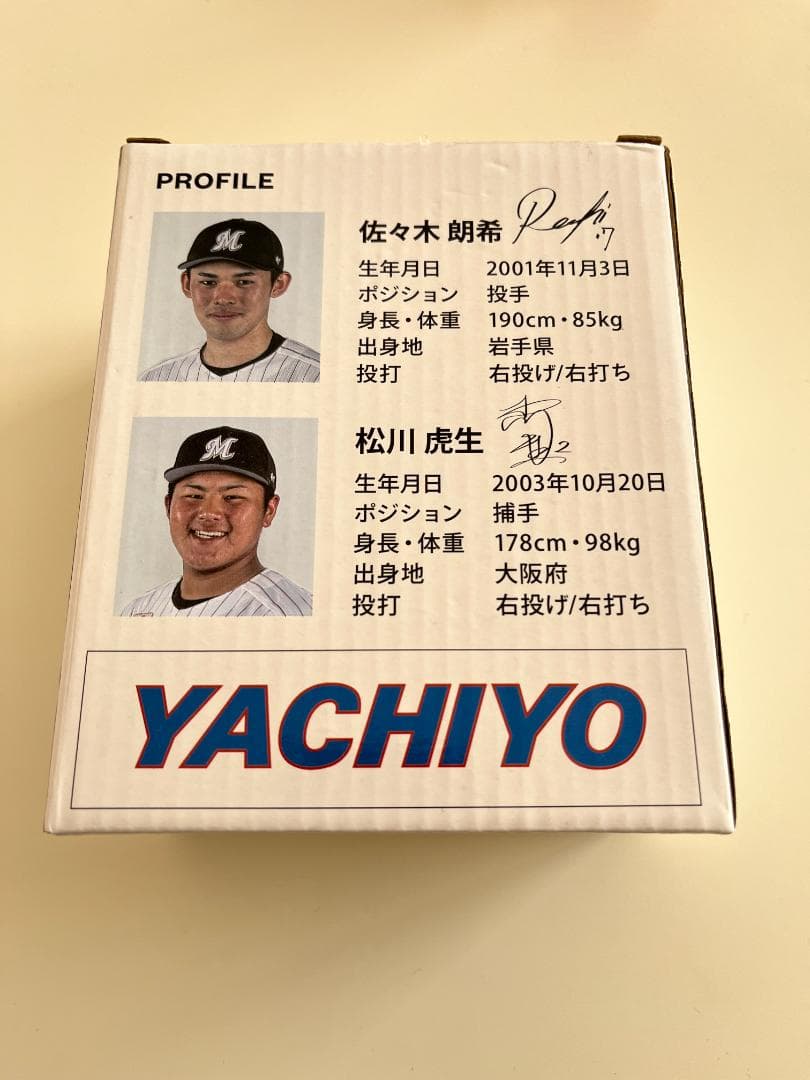 PROFILE
佐々木 朗希
生年月日 2001年11月3日
ポジション 投手
身長・体重 190cm・85kg
出身地 岩手県
投打 右投げ/右打ち
松川 虎生
生年月日 2003年10月20日
ポジション 捕手
身長・体重 178cm・98kg
出身地 大阪府
投打 右投げ/右打ち
YACHIYO